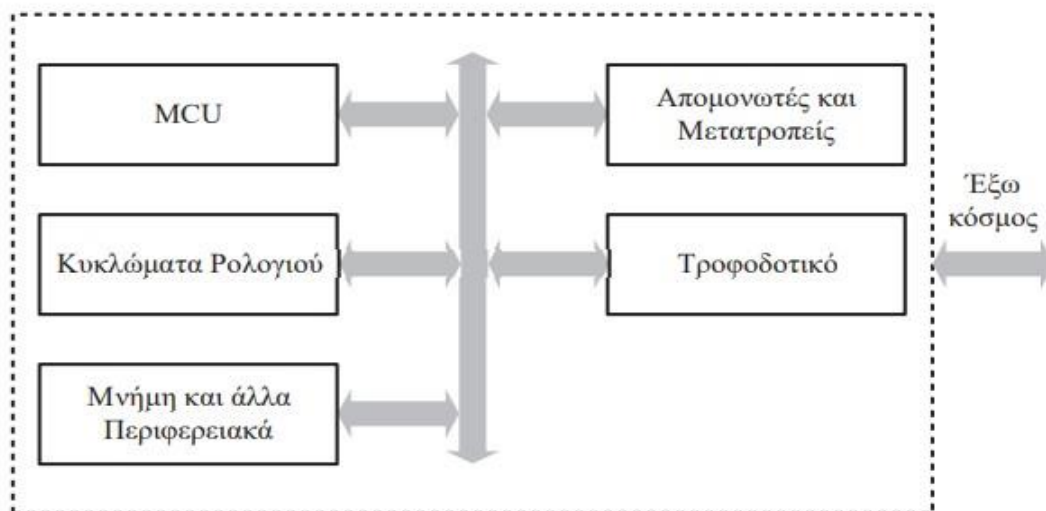 MCU
Απομονωτές και
Μετατροπείς
Έξω
κόσμος
Κυκλώματα Ρολογιού
Τροφοδοτικό
Μνήμη και άλλα
Περιφερειακά